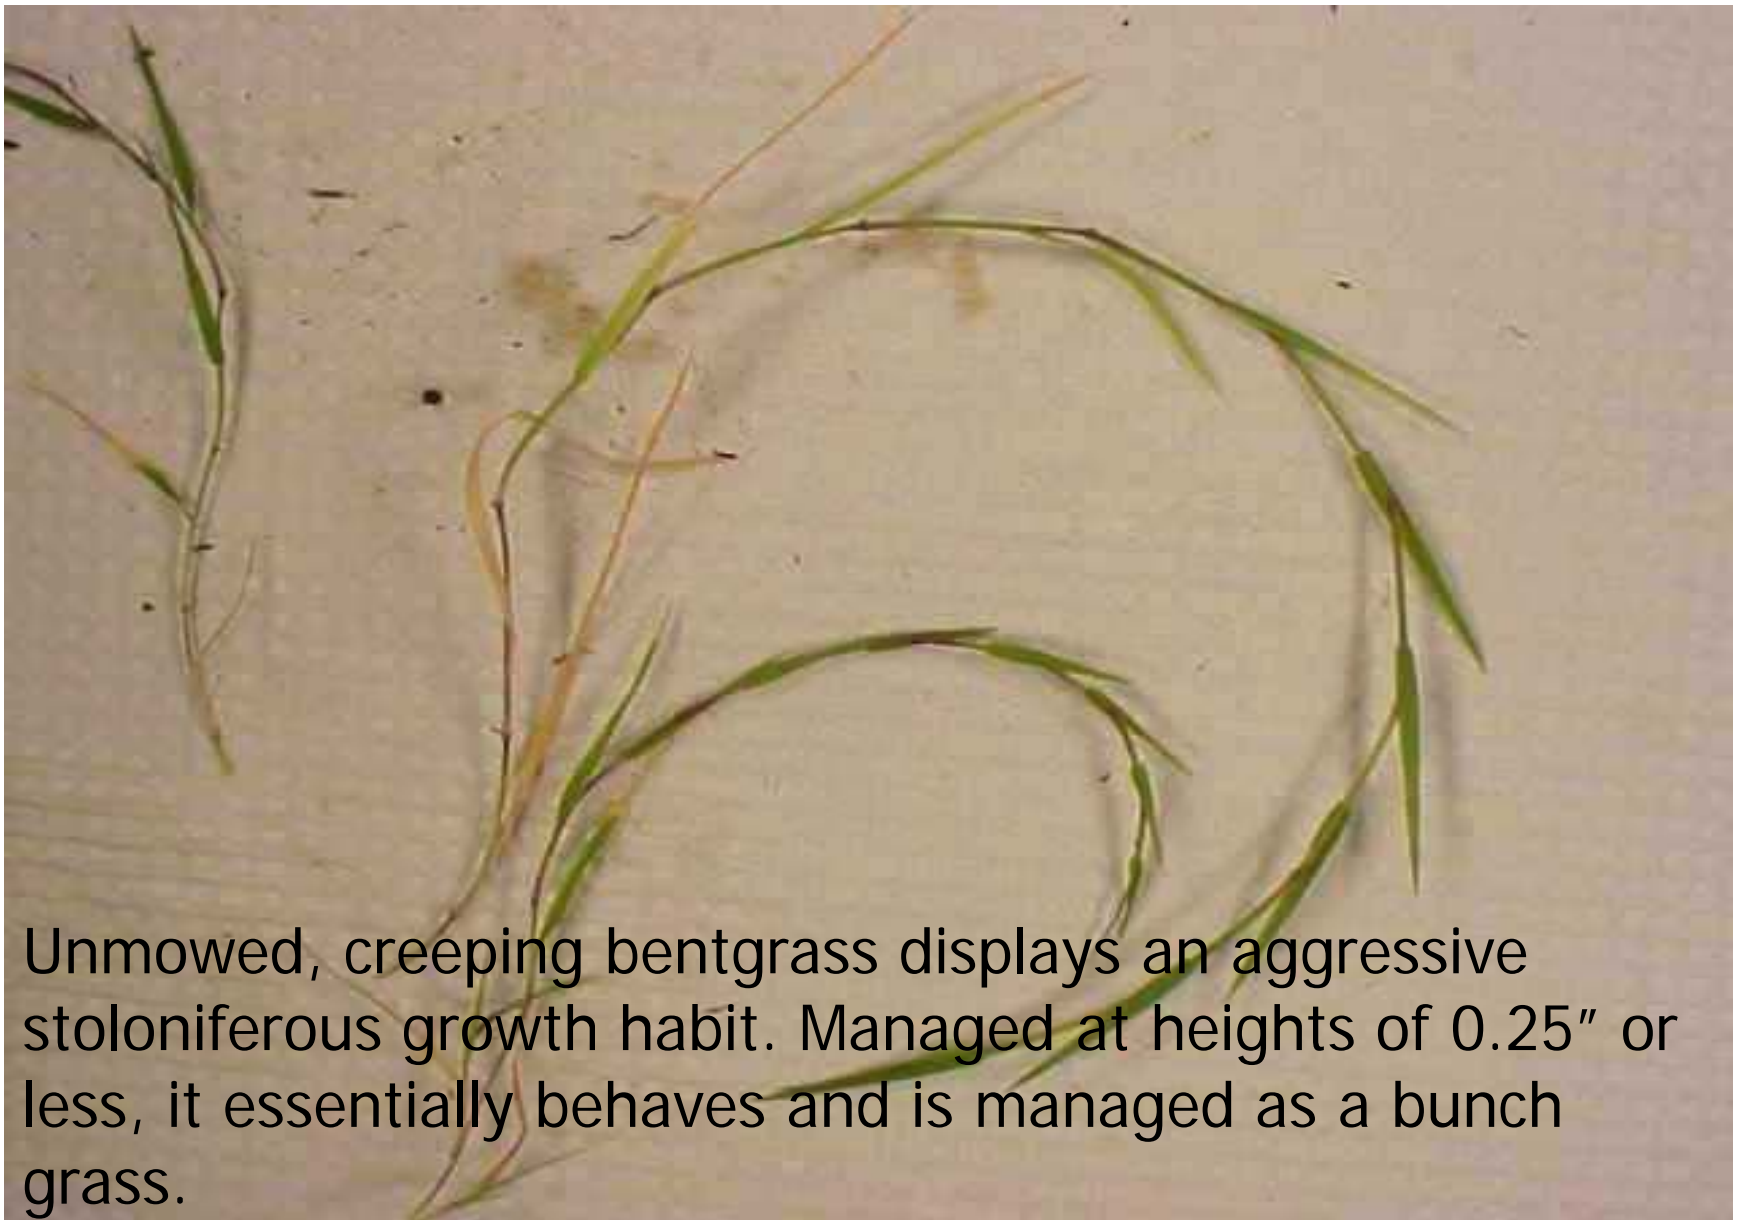 Unmowed, creeping bentgrass displays an aggressive
stoloniferous growth habit. Managed at heights of 0.25” or
less, it essentially behaves and is managed as a bunch
grass.